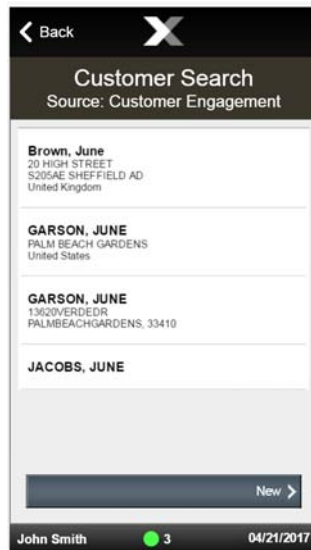 Back
Customer Search
Source: Customer Engagement
Brown, June
20 HIGH STREET
S205AE SHEFFIELD AD
United Kingdom
GARSON, JUNE
PALM BEACH GARDENS
United States
GARSON, JUNE
13620VERDEDR
PALMBEACHGARDENS, 33410
JACOBS, JUNE
New
John Smith 3 04/21/2017